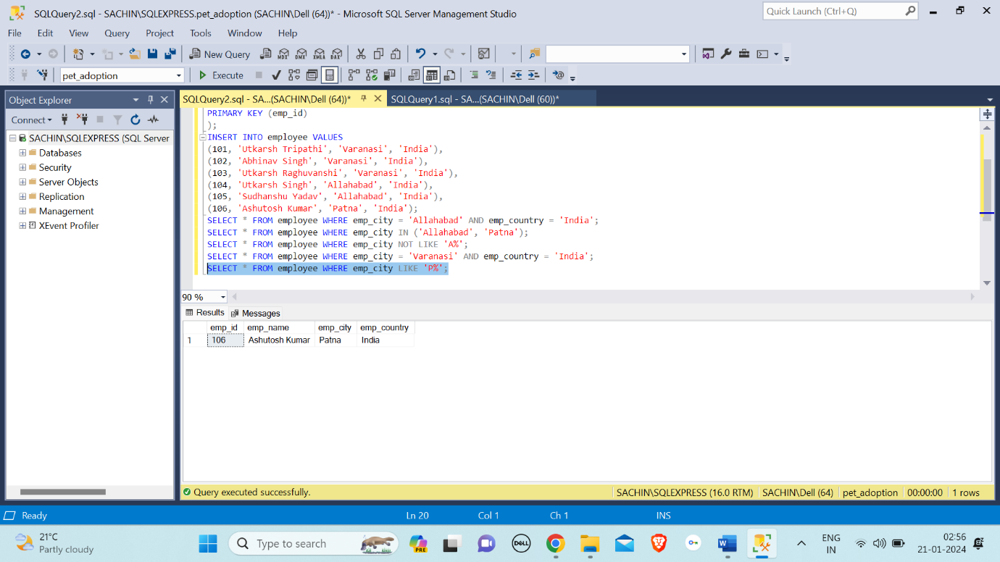 SQLQuery2.sql - SACHIN\SQLEXPRESS.pet_adoption (SACHIN\Dell (64))* - Microsoft SQL Server Management Studio
Quick Launch (Ctrl+Q)
File Edit View Query Project Tools Window Help
New Query MDX DMX XMLA DAX
pet_adoption Execute
Object Explorer
SQLQuery2.sql - SA...(SACHIN\Dell (64))* SQLQuery1.sql - SA...(SACHIN\Dell (60))*
Connect
SACHIN\SQLEXPRESS (SQL Server
Databases
Security
Server Objects
Replication
Management
XEvent Profiler
PRIMARY KEY (emp_id)
);
INSERT INTO employee VALUES
(101, 'Utkarsh Tripathi', 'Varanasi', 'India'),
(102, 'Abhinav Singh', 'Varanasi', 'India'),
(103, 'Utkarsh Raghuvanshi', 'Varanasi', 'India'),
(104, 'Utkarsh Singh', 'Allahabad', 'India'),
(105, 'Sudhanshu Yadav', 'Allahabad', 'India'),
(106, 'Ashutosh Kumar', 'Patna', 'India');
SELECT * FROM employee WHERE emp_city = 'Allahabad' AND emp_country = 'India';
SELECT * FROM employee WHERE emp_city IN ('Allahabad', 'Patna');
SELECT * FROM employee WHERE emp_city NOT LIKE 'A%';
SELECT * FROM employee WHERE emp_city = 'Varanasi' AND emp_country = 'India';
SELECT * FROM employee WHERE emp_city LIKE 'P%';
90 %
Results Messages
emp_id emp_name emp_city emp_country
1 106 Ashutosh Kumar Patna India
Query executed successfully. SACHIN\SQLEXPRESS (16.0 RTM) SACHIN\Dell (64) pet_adoption 00:00:00 1 rows
Ready Ln 20 Col 1 Ch 1 INS
21°C
Partly cloudy
Type to search
PRE
DELL
W
ENG
IN
02:56
21-01-2024